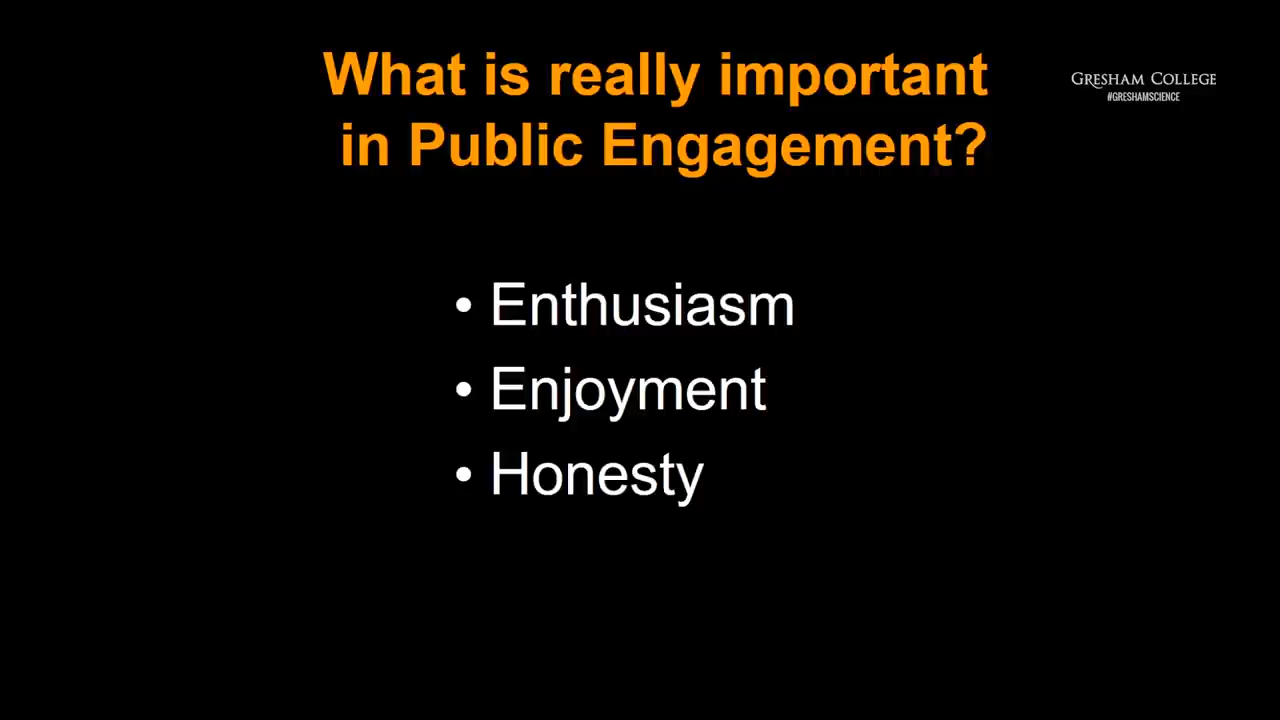 What is really important
in Public Engagement?
GRESHAM COLLEGE
#GRESHAMSCIENCE
• Enthusiasm
• Enjoyment
• Honesty